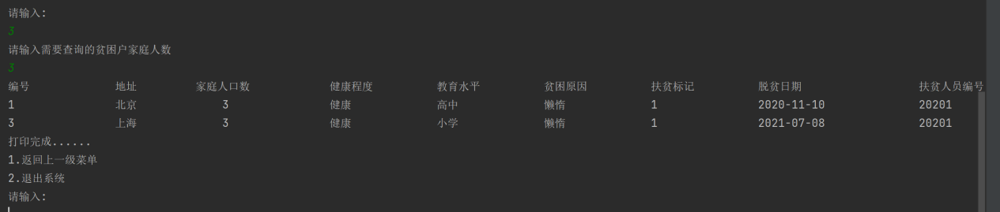 请输入:
3
请输入需要查询的贫困户家庭人数
3
编号 地址 家庭人口数 健康程度 教育水平 贫困原因 扶贫标记 脱贫日期 扶贫人员编号
1 北京 3 健康 高中 懒惰 1 2020-11-10 20201
3 上海 3 健康 小学 懒惰 1 2021-07-08 20201
打印完成......
1.返回上一级菜单
2.退出系统
请输入: